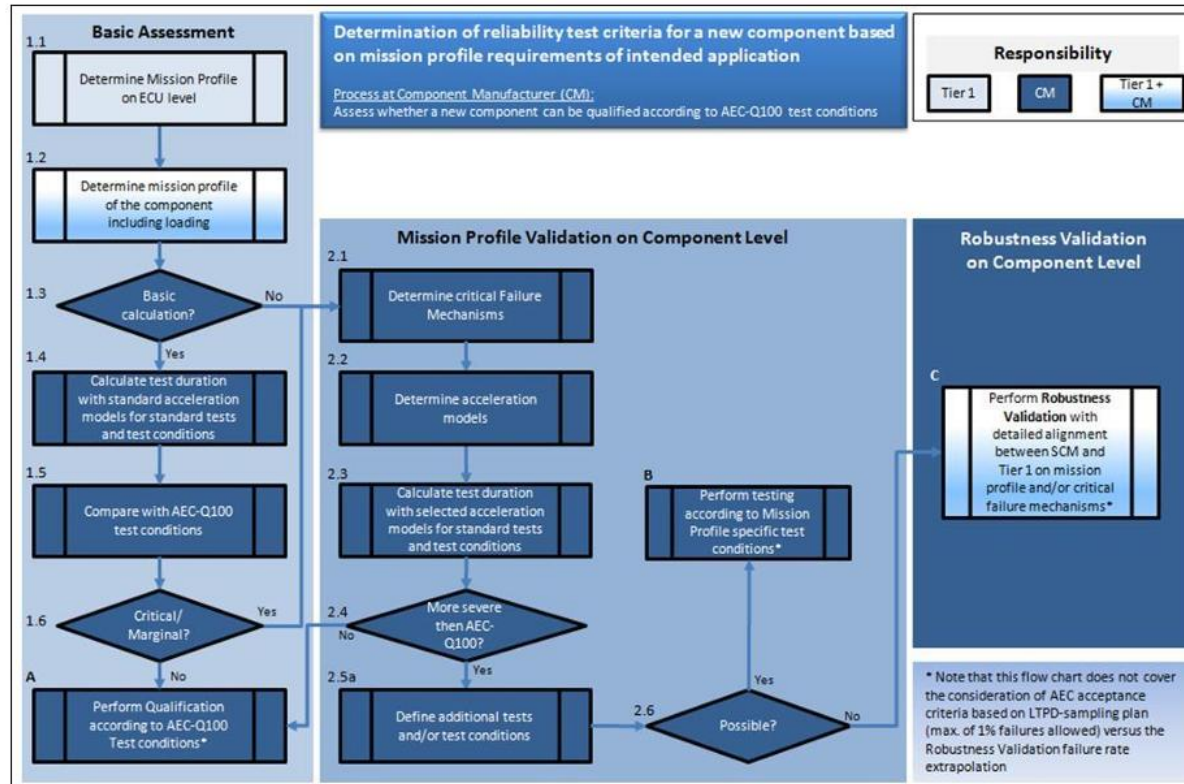 Basic Assessment
1.1
Determine Mission Profile
on ECU level
1.2
Determine mission profile
of the component
including loading
1.3
Basic
calculation?
No
Yes
1.4
Calculate test duration
with standard acceleration
models for standard tests
and test conditions
1.5
Compare with AEC-Q100
test conditions
1.6
Critical/
Marginal?
Yes
No
A
Perform Qualification
according to AEC-Q100
Test conditions*
Determination of reliability test criteria for a new component based
on mission profile requirements of intended application
Process at Component Manufacturer (CM):
Assess whether a new component can be qualified according to AEC-Q100 test conditions
Responsibility
Tier 1
CM
Tier 1 +
CM
Mission Profile Validation on Component Level
2.1
Determine critical Failure
Mechanisms
2.2
Determine acceleration
models
2.3
Calculate test duration
with selected acceleration
models for standard tests
and test conditions
2.4
More severe
then AEC-
Q100?
No
Yes
2.5a
Define additional tests
and/or test conditions
2.6
Possible?
Yes
No
B
Perform testing
according to Mission
Profile specific test
conditions*
Robustness Validation
on Component Level
C
Perform Robustness
Validation with
detailed alignment
between SCM and
Tier 1 on mission
profile and/or critical
failure mechanisms*
* Note that this flow chart does not cover
the consideration of AEC acceptance
criteria based on LTPD-sampling plan
(max. of 1% failures allowed) versus the
Robustness Validation failure rate
extrapolation